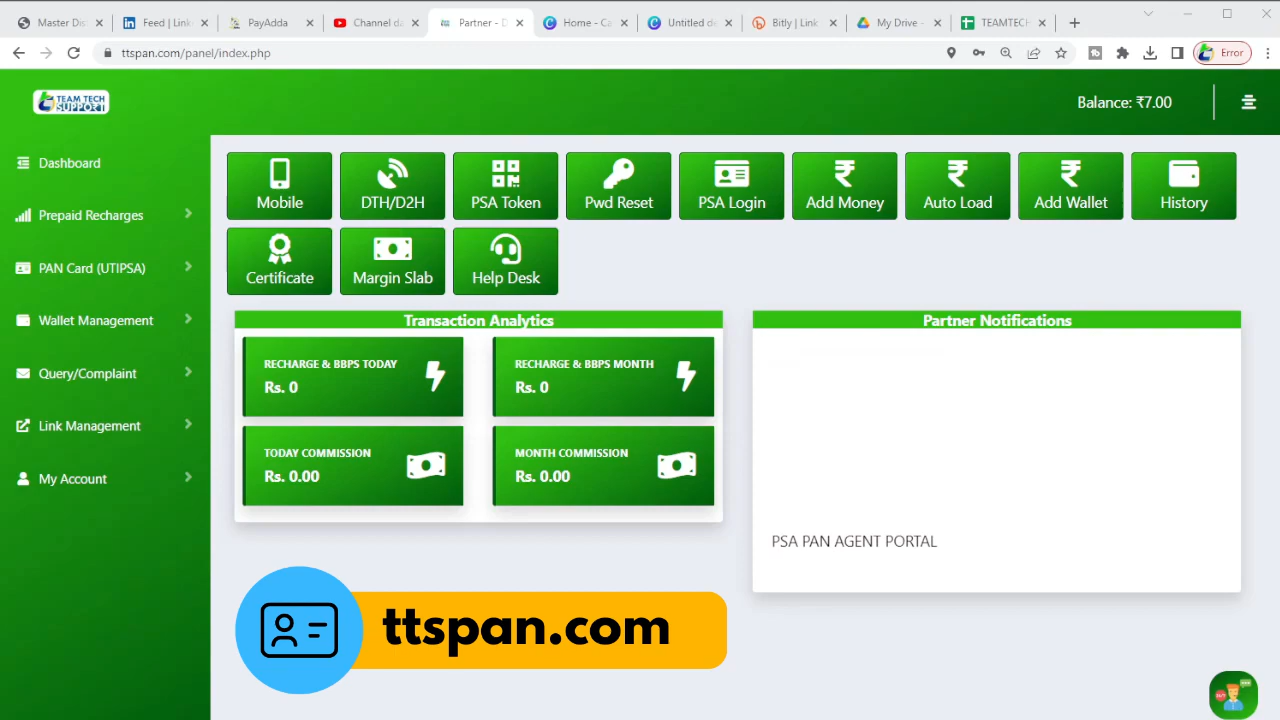 Master Dist
Feed | Linke
PayAdda
Channel da
Partner - D
Home - Ca
Untitled de
Bitly | Link
My Drive -
TEAMTECH
ttspan.com/panel/index.php
Error
TEAM TECH
SUPPORT
Balance: ₹7.00
Dashboard
Prepaid Recharges
PAN Card (UTIPSA)
Wallet Management
Query/Complaint
Link Management
My Account
Mobile
DTH/D2H
PSA Token
Pwd Reset
PSA Login
Add Money
Auto Load
Add Wallet
History
Certificate
Margin Slab
Help Desk
Transaction Analytics
RECHARGE & BBPS TODAY
Rs. 0
RECHARGE & BBPS MONTH
Rs. 0
TODAY COMMISSION
Rs. 0.00
MONTH COMMISSION
Rs. 0.00
Partner Notifications
PSA PAN AGENT PORTAL
ttspan.com